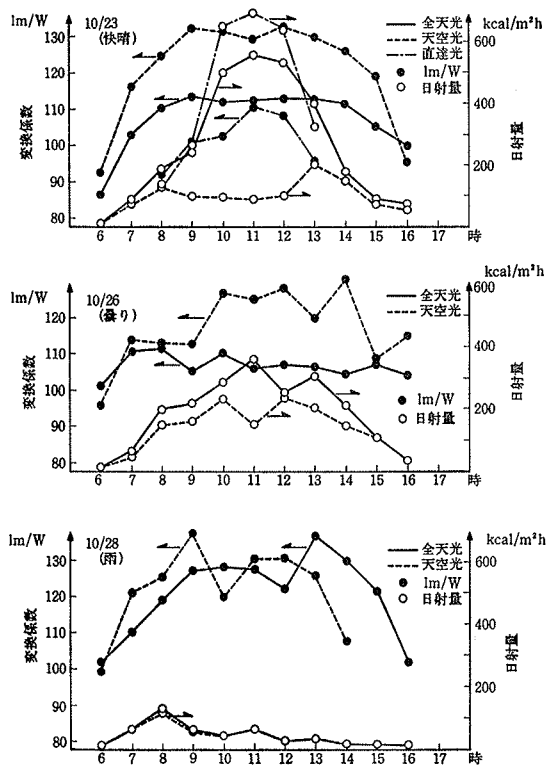 lm/W 10/23 (快晴) kcal/m²h
130 120 110 100 90 80
変換係数
600 400 200
日射量
全天光
天空光
直達光
lm/W
日射量
6 7 8 9 10 11 12 13 14 15 16 17 時
lm/W 10/26 (曇り) kcal/m²h
120 110 100 90 80
変換係数
600 400 200
日射量
全天光
天空光
lm/W
日射量
6 7 8 9 10 11 12 13 14 15 16 17 時
lm/W 10/28 (雨) kcal/m²h
130 120 110 100 90 80
変換係数
600 400 200
日射量
全天光
天空光
lm/W
日射量
6 7 8 9 10 11 12 13 14 15 16 17 時